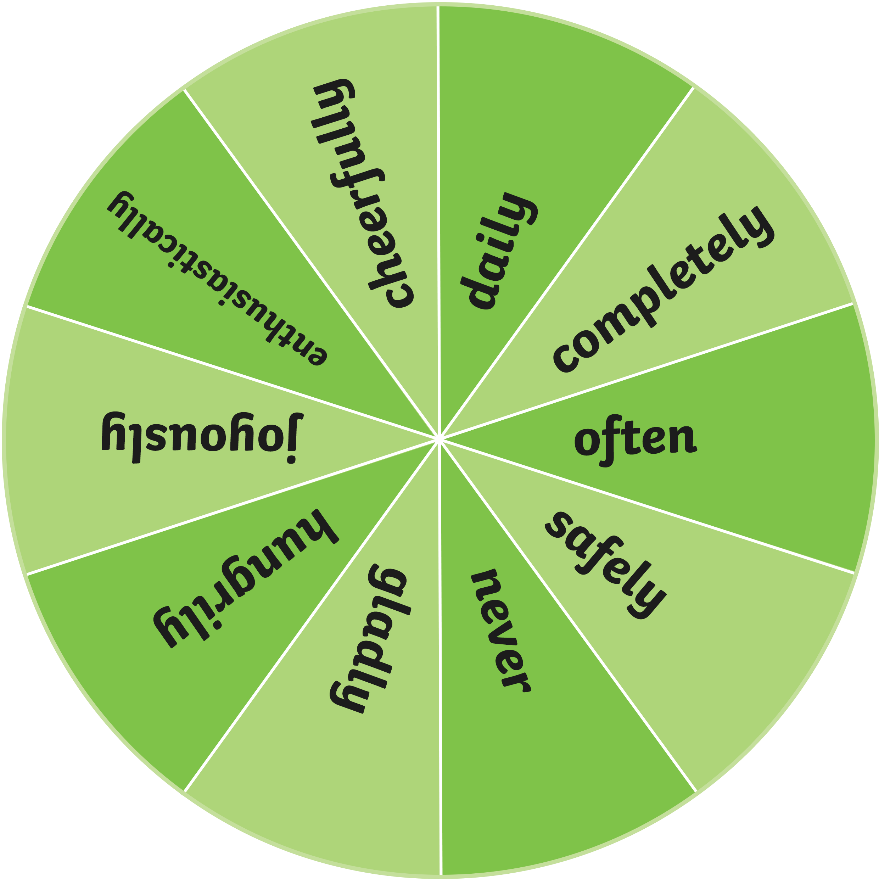 daily
completely
often
safely
never
gladly
hungrily
joyously
enthusiastically
cheerfully